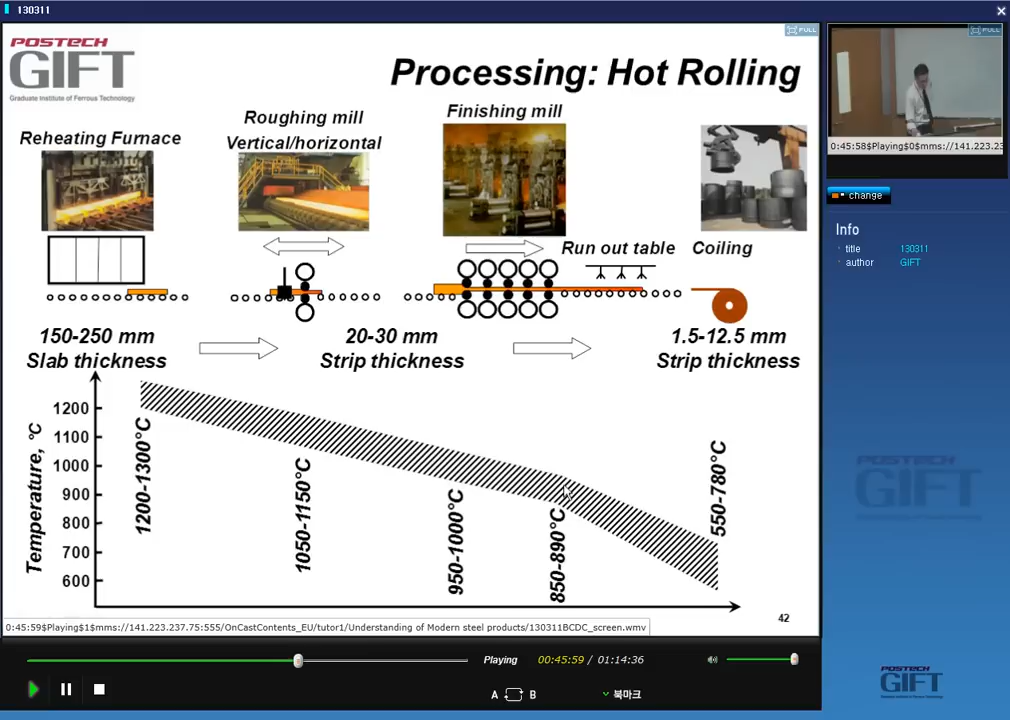 130311
FULL
POSTECH
GIFT
Graduate Institute of Ferrous Technology
Processing: Hot Rolling
Reheating Furnace
Roughing mill
Vertical/horizontal
Finishing mill
Run out table
Coiling
150-250 mm
Slab thickness
20-30 mm
Strip thickness
1.5-12.5 mm
Strip thickness
Temperature, °C
1200
1100
1000
900
800
700
600
1200-1300°C
1050-1150°C
950-1000°C
850-890°C
550-780°C
42
0:45:59$Playing$1$mms://141.223.237.75:555/OnCastContents_EU/tutor1/Understanding of Modern steel products/130311BCDC_screen.wmv
Playing
00:45:59 / 01:14:36
A
B
북마크
FULL
0:45:58$Playing$0$mms://141.223.23
change
Info
title 130311
author GIFT
POSTECH
GIFT
POSTECH
GIFT